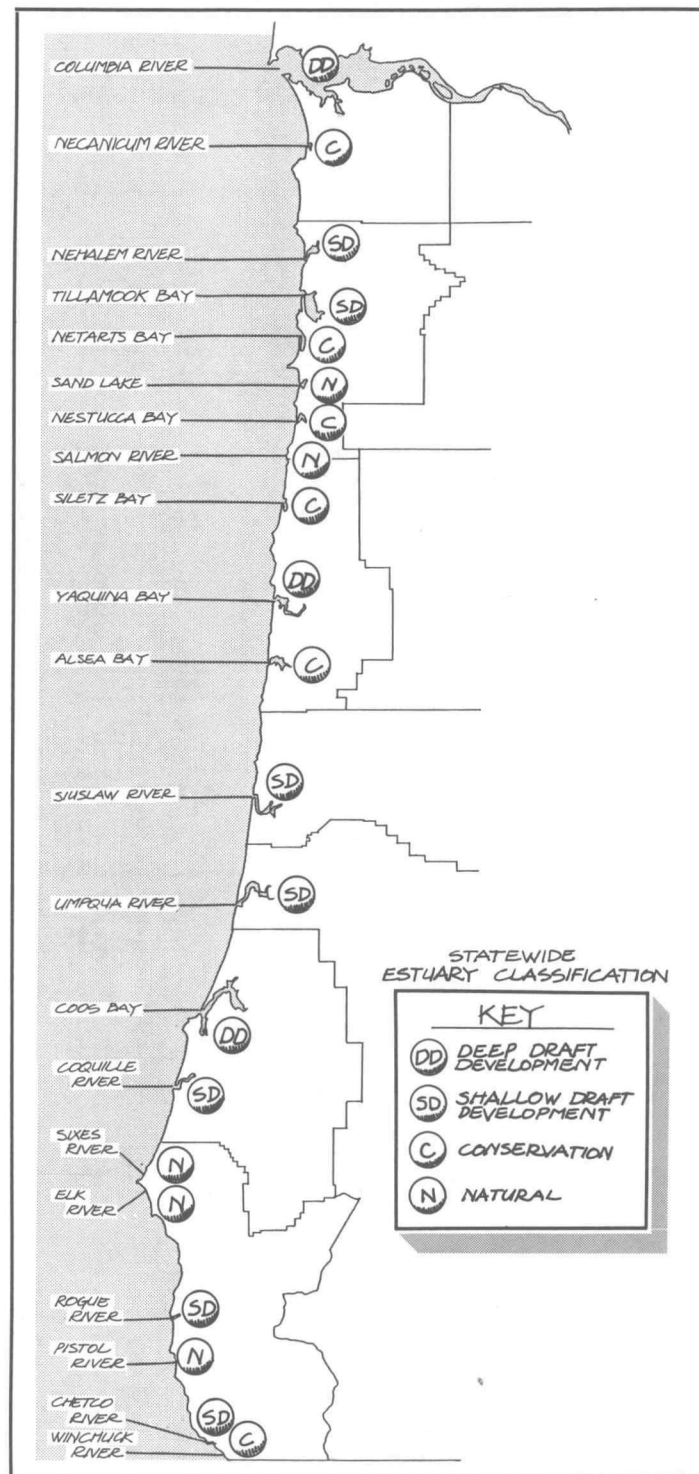 COLUMBIA RIVER
DD
NECANICUM RIVER
C
NEHALEM RIVER
SD
TILLAMOOK BAY
SD
NETARTS BAY
C
SAND LAKE
N
NESTUCCA BAY
C
SALMON RIVER
N
SILETZ BAY
C
YAQUINA BAY
DD
ALSEA BAY
C
SIUSLAW RIVER
SD
UMPQUA RIVER
SD
COOS BAY
DD
COQUILLE
RIVER
SD
SIXES
RIVER
N
ELK
RIVER
N
ROGUE
RIVER
SD
PISTOL
RIVER
N
CHETCO
RIVER
SD
WINCHUCK
RIVER
C
STATEWIDE
ESTUARY CLASSIFICATION
KEY
DD DEEP DRAFT
DEVELOPMENT
SD SHALLOW DRAFT
DEVELOPMENT
C CONSERVATION
N NATURAL